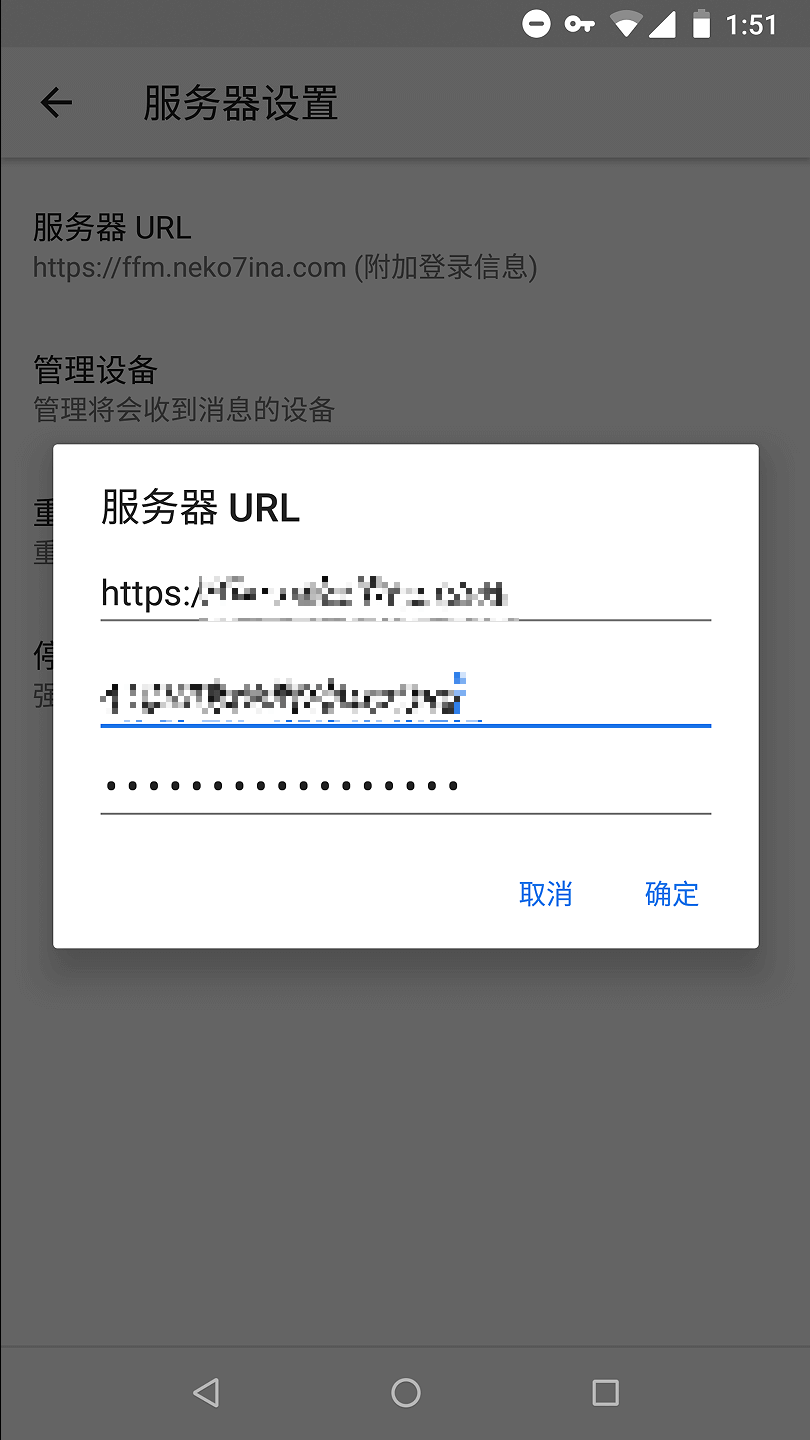 1:51
服务器设置
服务器 URL
https://ffm.neko7ina.com (附加登录信息)
管理设备
管理将会收到消息的设备
重
重
停
强
服务器 URL
https:/
•••••••••••••••••
取消
确定